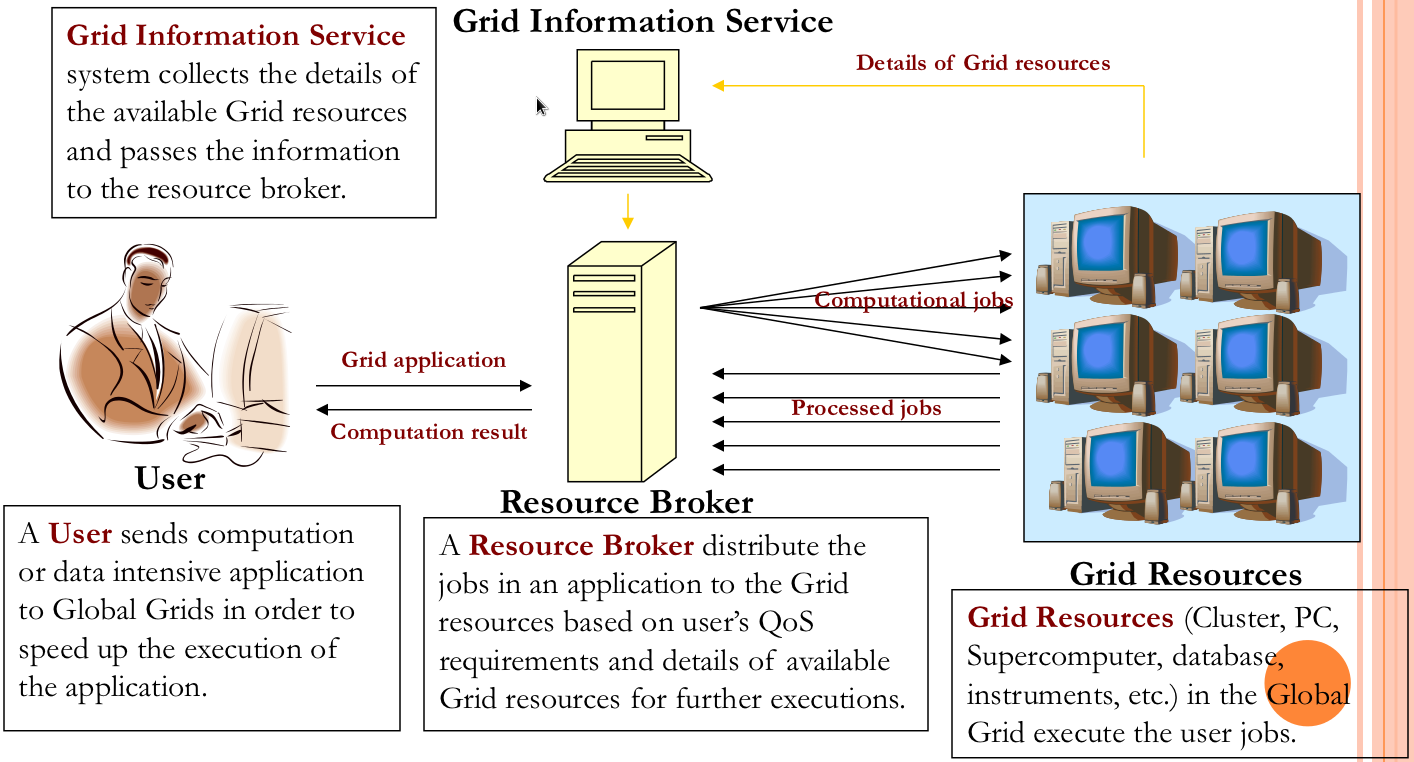 Grid Information Service
system collects the details of
the available Grid resources
and passes the information
to the resource broker.
Grid Information Service
Details of Grid resources
Computational jobs
Grid application
Processed jobs
Computation result
User
Resource Broker
Grid Resources
A User sends computation
or data intensive application
to Global Grids in order to
speed up the execution of
the application.
A Resource Broker distribute the
jobs in an application to the Grid
resources based on user’s QoS
requirements and details of available
Grid resources for further executions.
Grid Resources (Cluster, PC,
Supercomputer, database,
instruments, etc.) in the Global
Grid execute the user jobs.